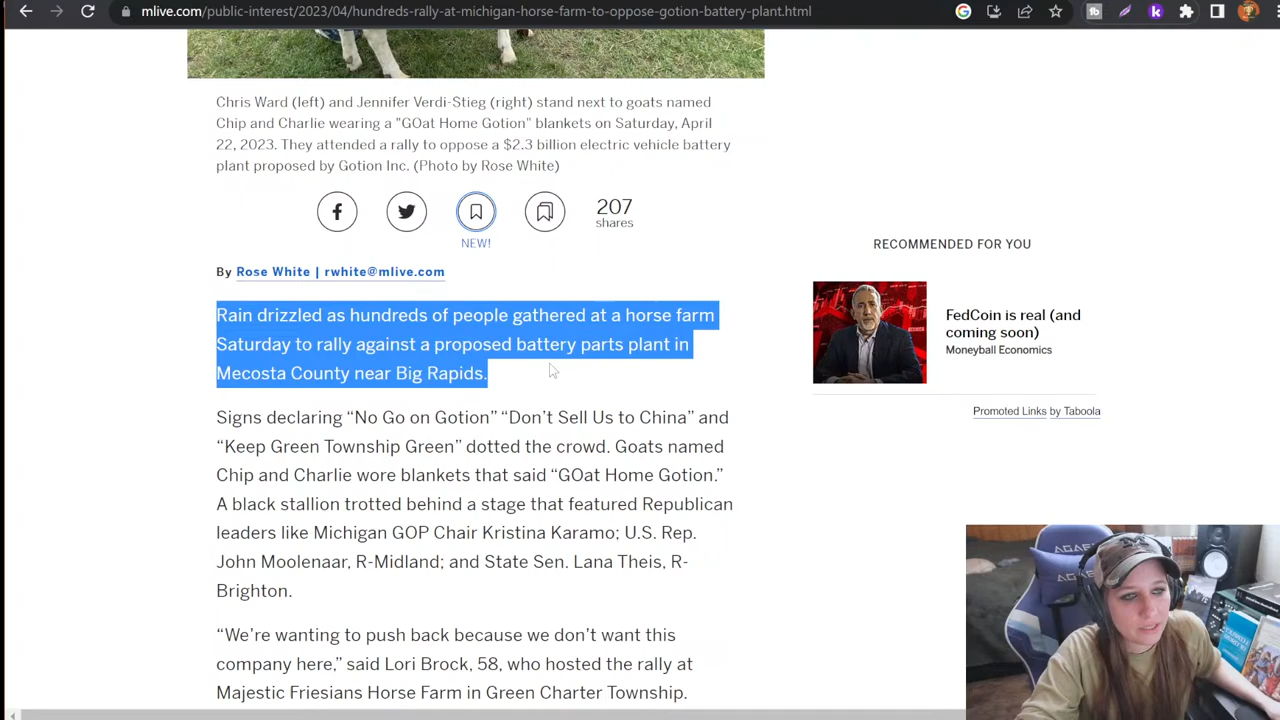 mlive.com/public-interest/2023/04/hundreds-rally-at-michigan-horse-farm-to-oppose-gotion-battery-plant.html
Chris Ward (left) and Jennifer Verdi-Stieg (right) stand next to goats named
Chip and Charlie wearing a "GOat Home Gotion" blankets on Saturday, April
22, 2023. They attended a rally to oppose a $2.3 billion electric vehicle battery
plant proposed by Gotion Inc. (Photo by Rose White)
207
shares
NEW!
By Rose White | rwhite@mlive.com
Rain drizzled as hundreds of people gathered at a horse farm
Saturday to rally against a proposed battery parts plant in
Mecosta County near Big Rapids.
Signs declaring “No Go on Gotion” “Don’t Sell Us to China” and
“Keep Green Township Green” dotted the crowd. Goats named
Chip and Charlie wore blankets that said “GOat Home Gotion.”
A black stallion trotted behind a stage that featured Republican
leaders like Michigan GOP Chair Kristina Karamo; U.S. Rep.
John Moolenaar, R-Midland; and State Sen. Lana Theis, R-
Brighton.
“We’re wanting to push back because we don’t want this
company here,” said Lori Brock, 58, who hosted the rally at
Majestic Friesians Horse Farm in Green Charter Township.
RECOMMENDED FOR YOU
FedCoin is real (and
coming soon)
Moneyball Economics
Promoted Links by Taboola